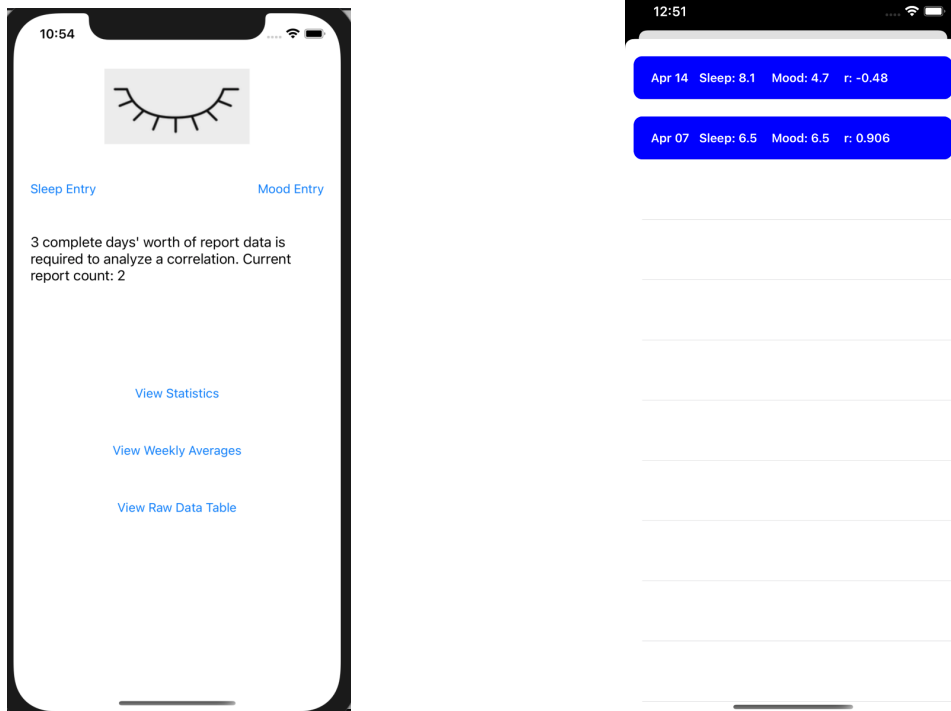 10:54
Sleep Entry
Mood Entry
3 complete days' worth of report data is
required to analyze a correlation. Current
report count: 2
View Statistics
View Weekly Averages
View Raw Data Table
12:51
Apr 14 Sleep: 8.1 Mood: 4.7 r: -0.48
Apr 07 Sleep: 6.5 Mood: 6.5 r: 0.906